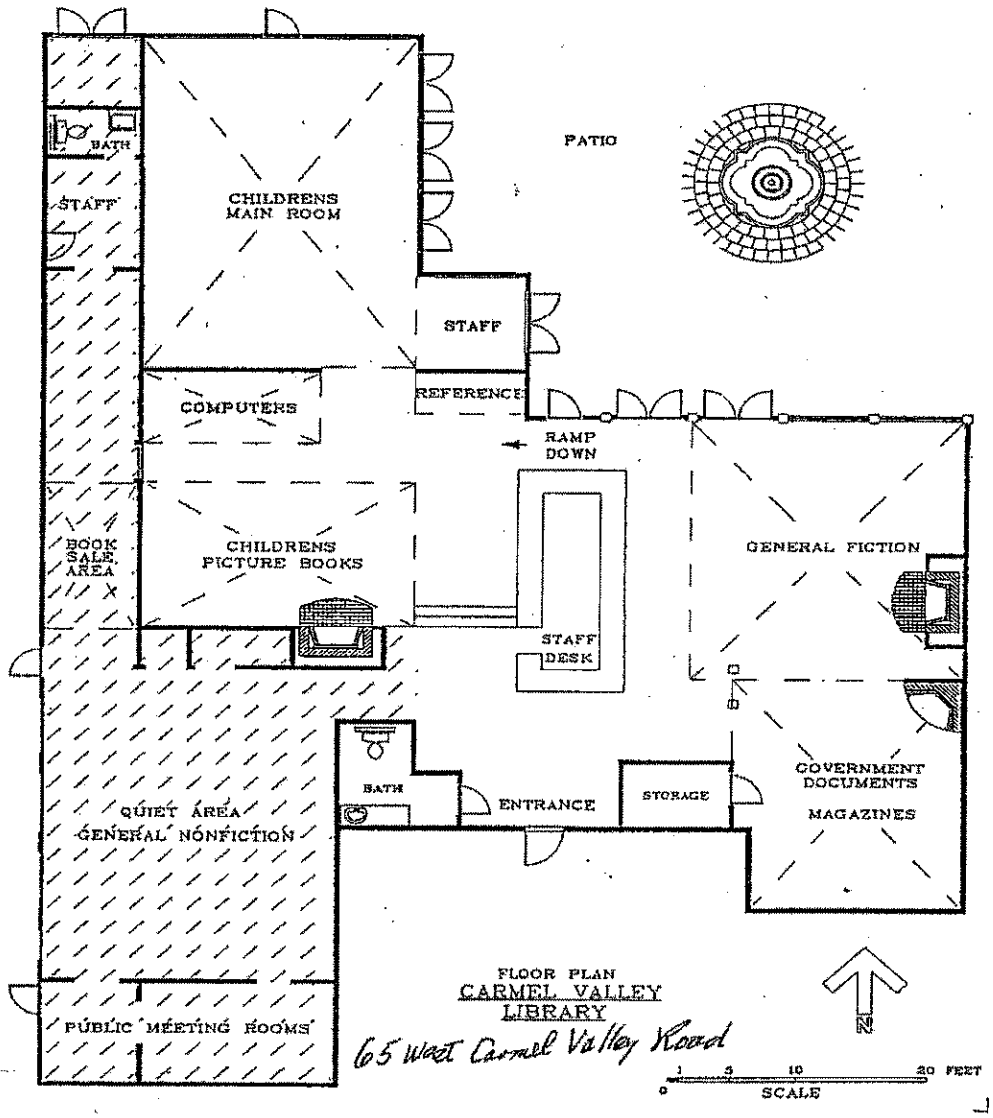 PATIO
BATH
STAFF
CHILDRENS
MAIN ROOM
STAFF
REFERENCE
COMPUTERS
RAMP
DOWN
BOOK
SALE
AREA
CHILDRENS
PICTURE BOOKS
GENERAL FICTION
STAFF
DESK
BATH
ENTRANCE
STORAGE
GOVERNMENT
DOCUMENTS
MAGAZINES
QUIET AREA
GENERAL NONFICTION
PUBLIC MEETING ROOMS
FLOOR PLAN
CARMEL VALLEY
LIBRARY
65 West Carmel Valley Road
N
0 1 5 10 20 FEET
SCALE